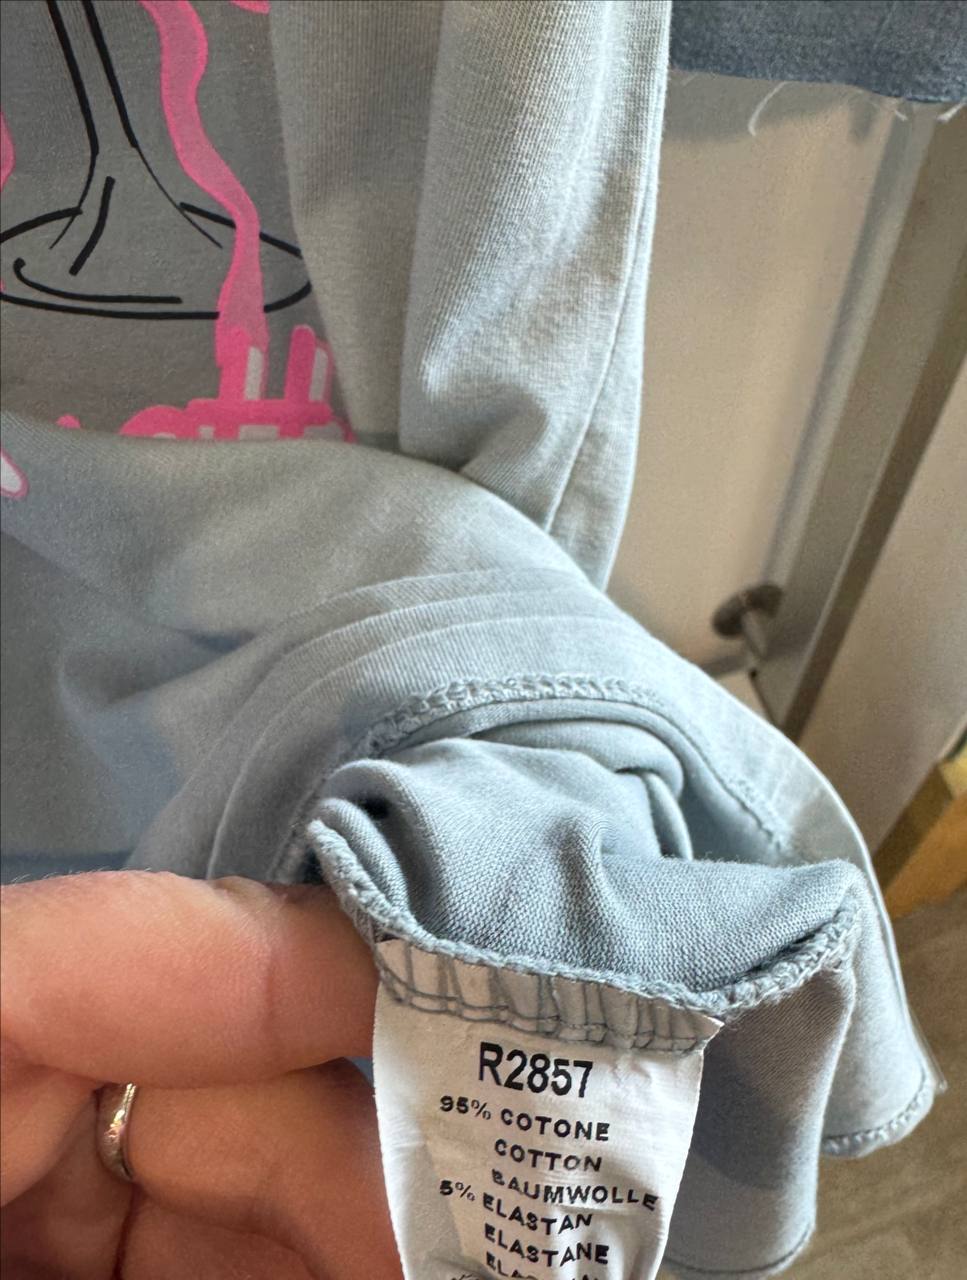 R2857
95% COTONE
COTTON
BAUMWOLLE
5% ELASTAN
ELASTANE